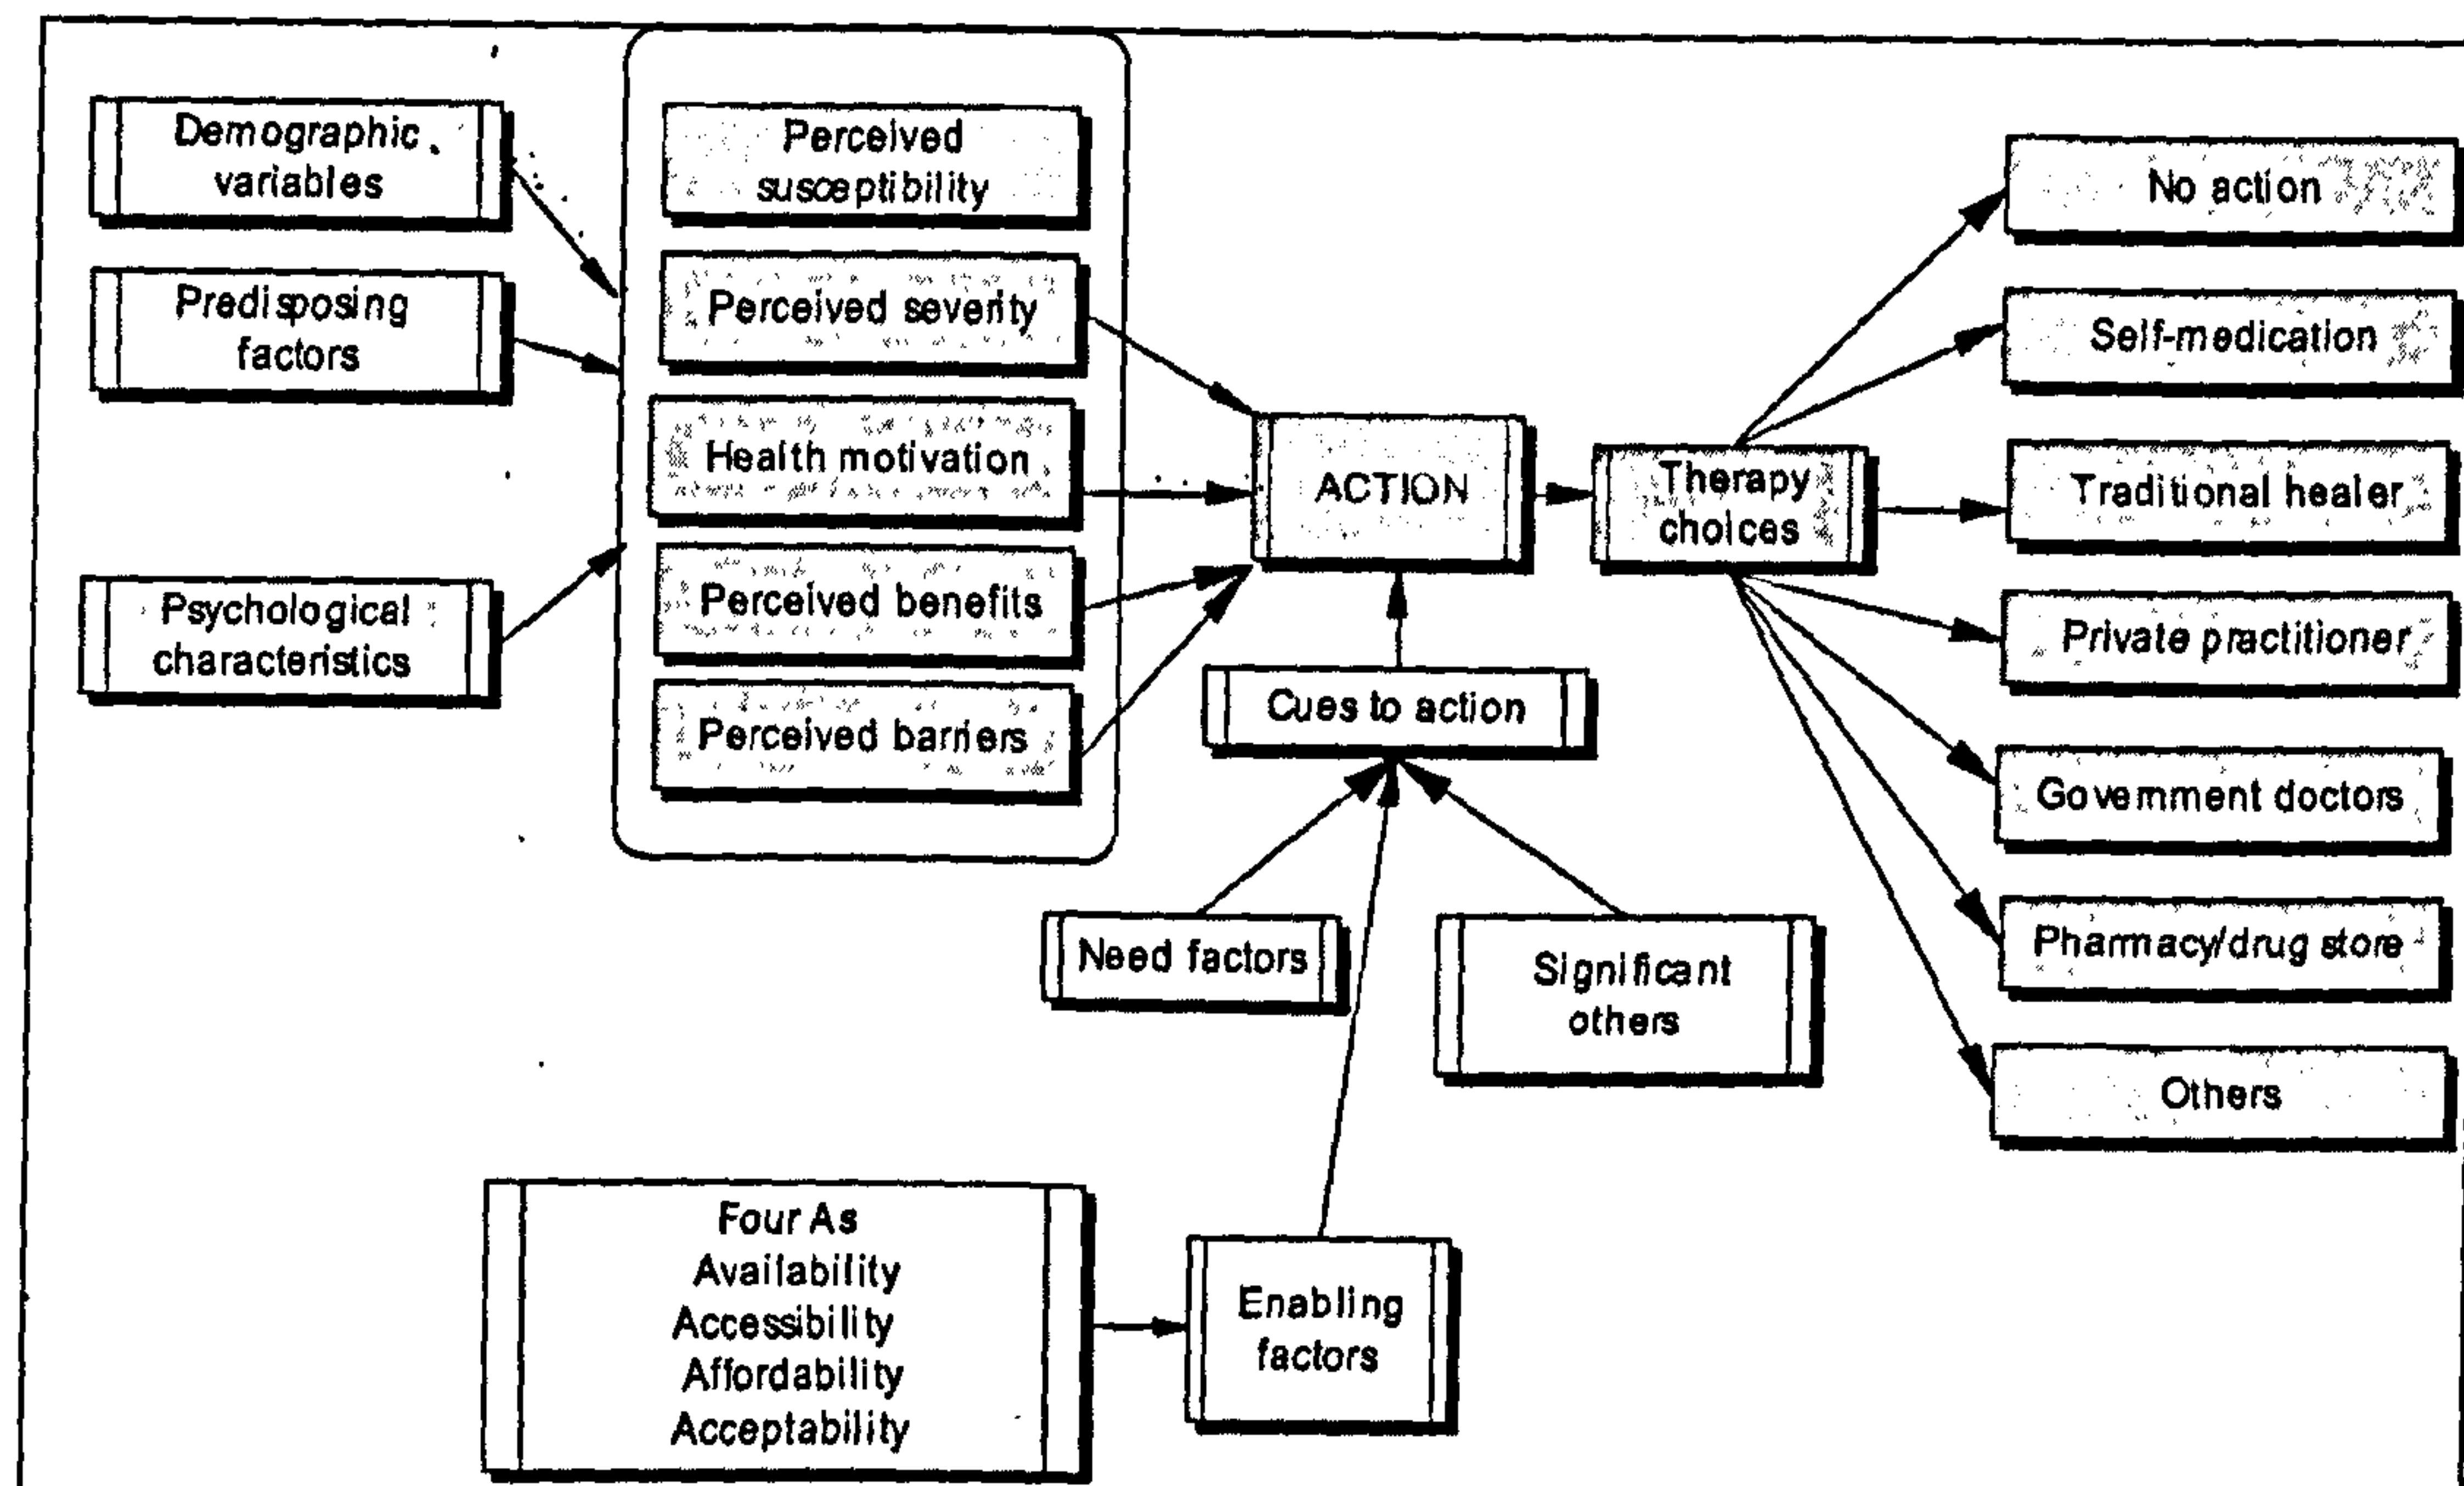 Demographic
variables
Predisposing
factors
Psychological
characteristics
Perceived
susceptibility
Perceived severity
Health motivation
Perceived benefits
Perceived barriers
ACTION
Cues to action
Need factors
Significant
others
Four As
Availability
Accessibility
Affordability
Acceptability
Enabling
factors
Therapy
choices
No action
Self-medication
Traditional healer
Private practitioner
Government doctors
Pharmacy/drug store
Others